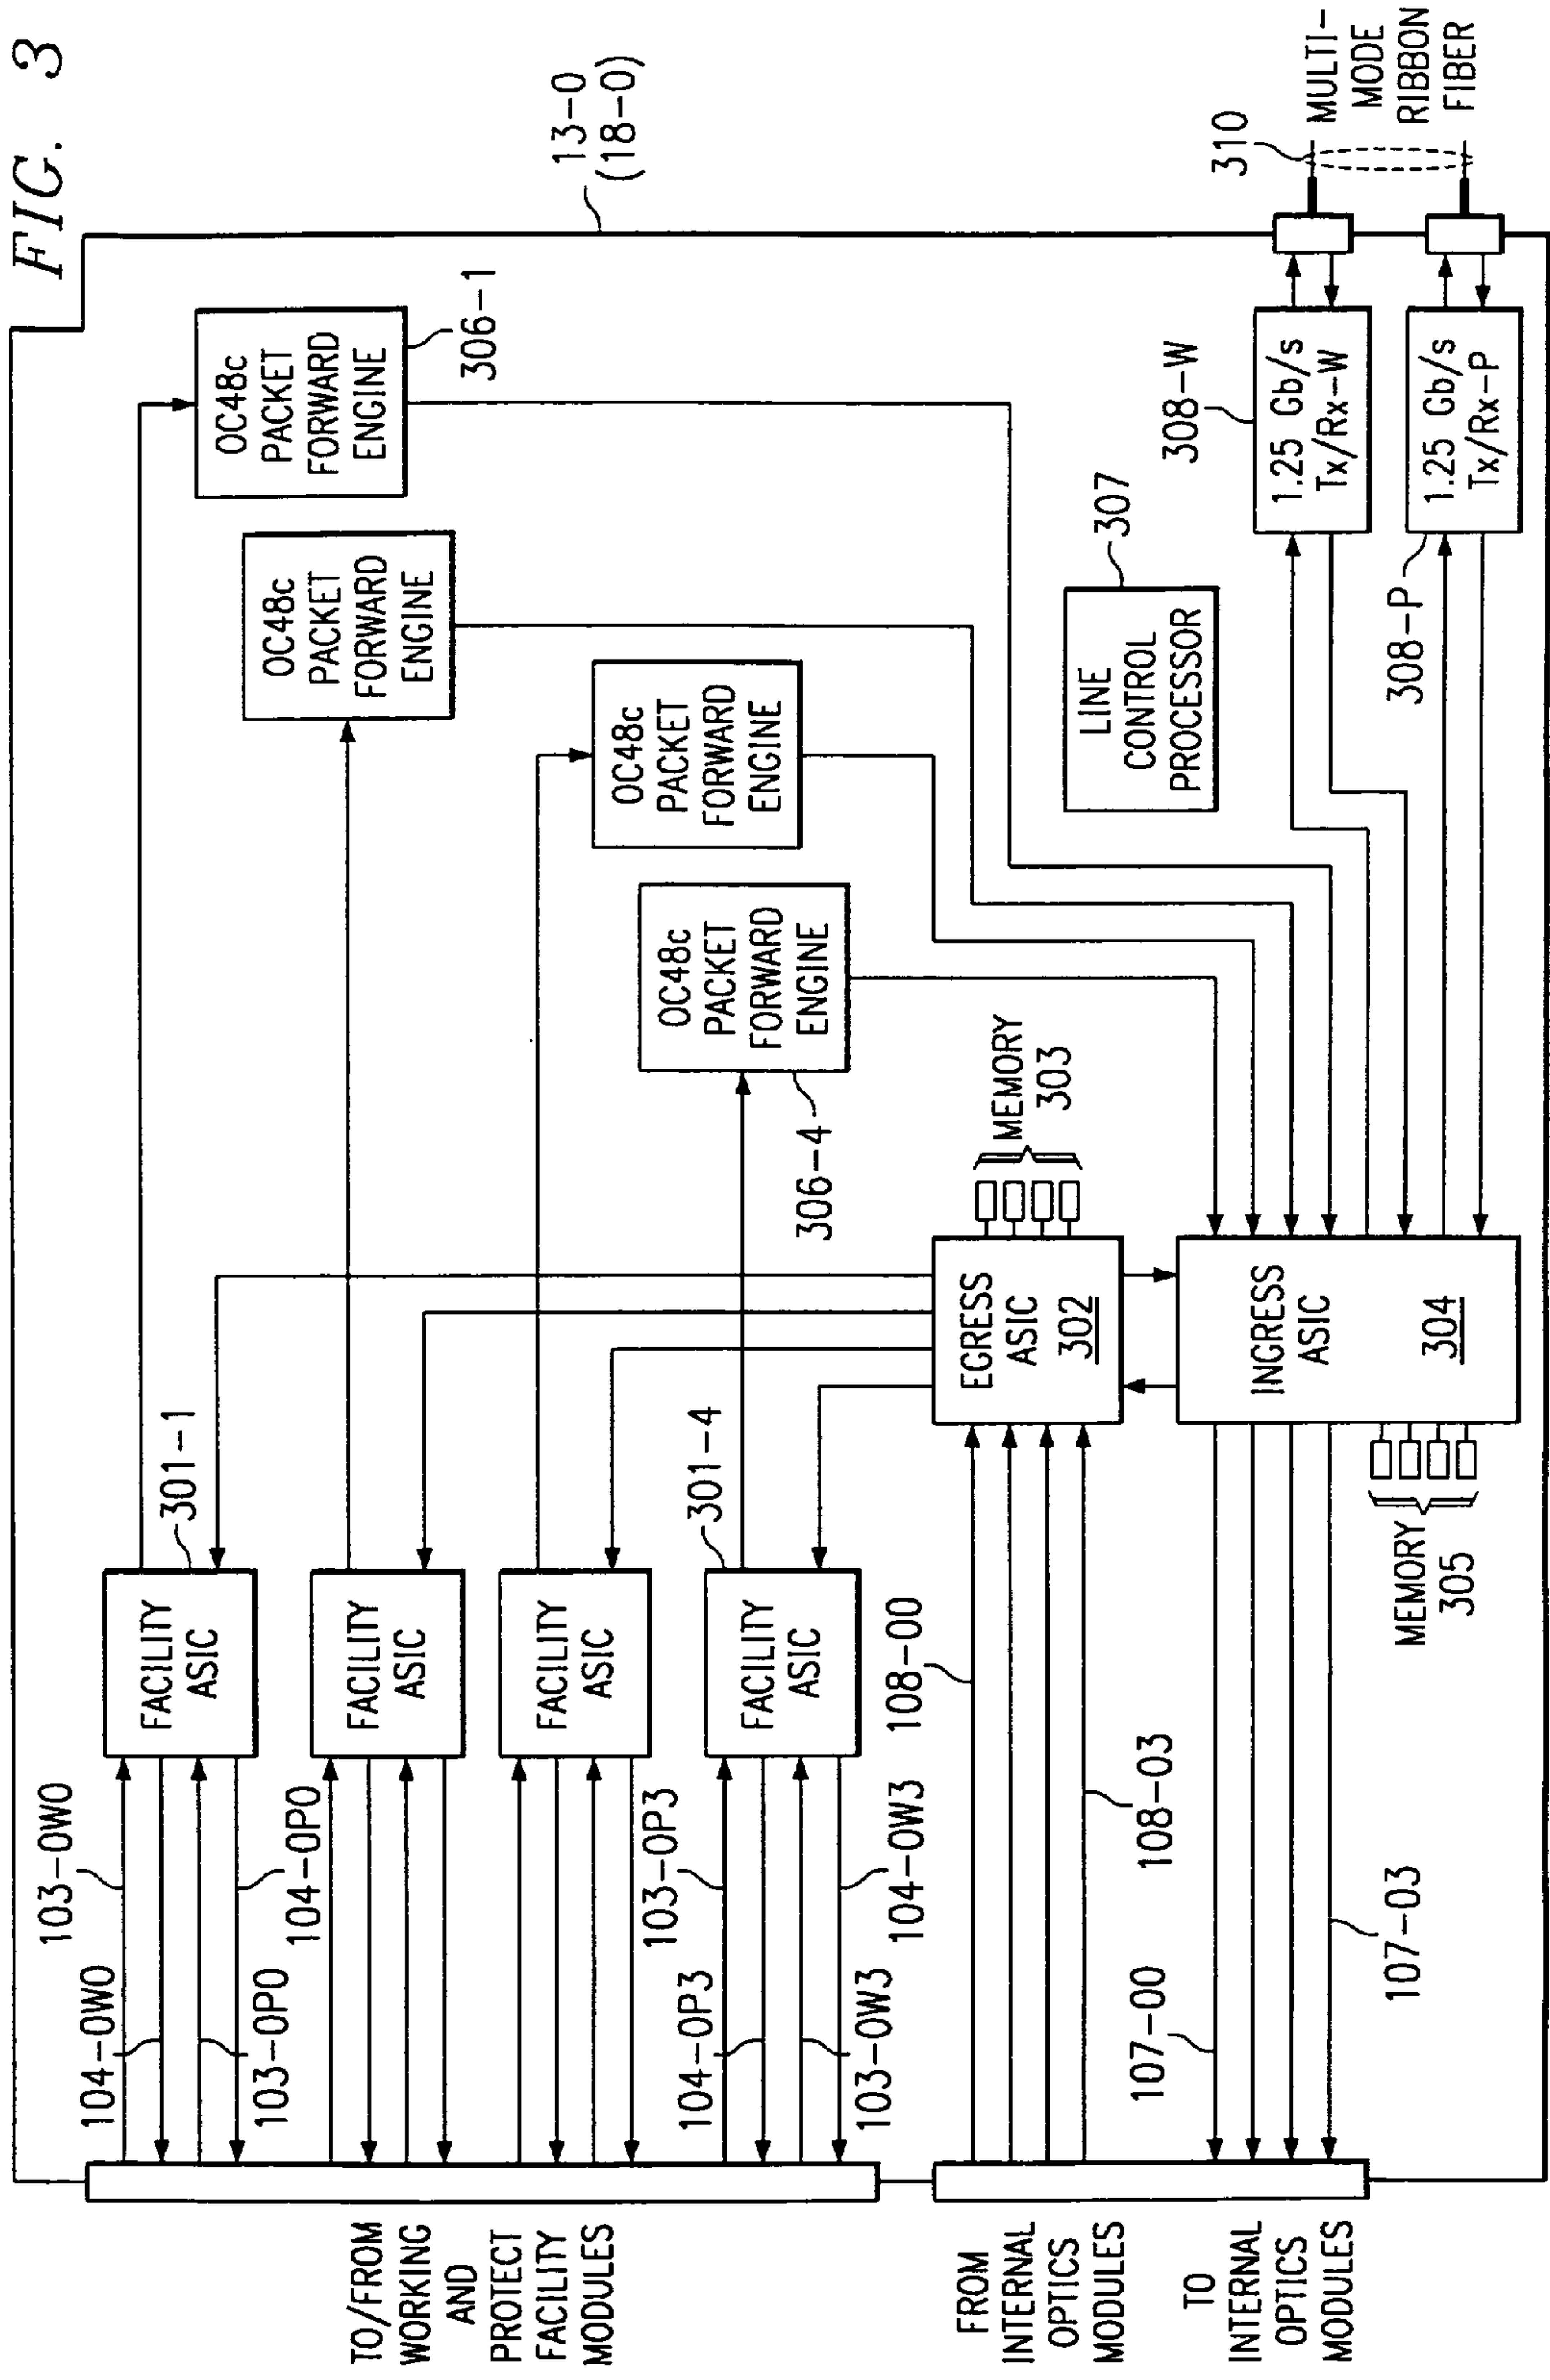 FIG. 3
13-0
(18-0)
OC48c
PACKET
FORWARD
ENGINE
306-1
OC48c
PACKET
FORWARD
ENGINE
OC48c
PACKET
FORWARD
ENGINE
OC48c
PACKET
FORWARD
ENGINE
306-4
FACILITY
ASIC
301-1
FACILITY
ASIC
FACILITY
ASIC
FACILITY
ASIC
301-4
103-0W0
104-0W0
103-0P0
104-0P0
103-0P3
104-0P3
103-0W3
104-0W3
TO/FROM
WORKING
AND
PROTECT
FACILITY
MODULES
EGRESS
ASIC
302
MEMORY
303
108-00
108-03
FROM
INTERNAL
OPTICS
MODULES
INGRESS
ASIC
304
MEMORY
305
107-00
107-03
TO
INTERNAL
OPTICS
MODULES
LINE
CONTROL
PROCESSOR
307
308-W
1.25 Gb/s
Tx/Rx-W
308-P
1.25 Gb/s
Tx/Rx-P
310
MULTI-
MODE
RIBBON
FIBER